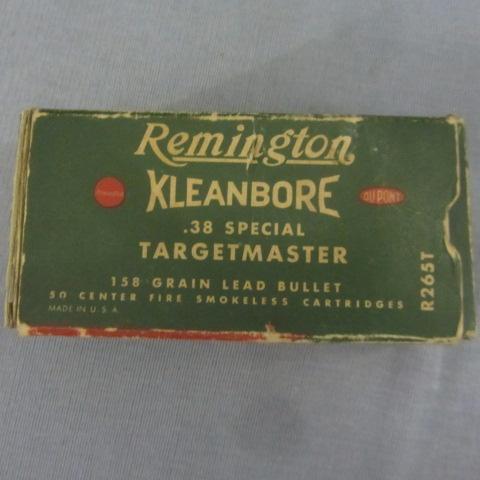 Remington
KLEANBORE
DU PONT
.38 SPECIAL
TARGETMASTER
158 GRAIN LEAD BULLET
50 CENTER FIRE SMOKELESS CARTRIDGES
MADE IN U.S.A.
R265T